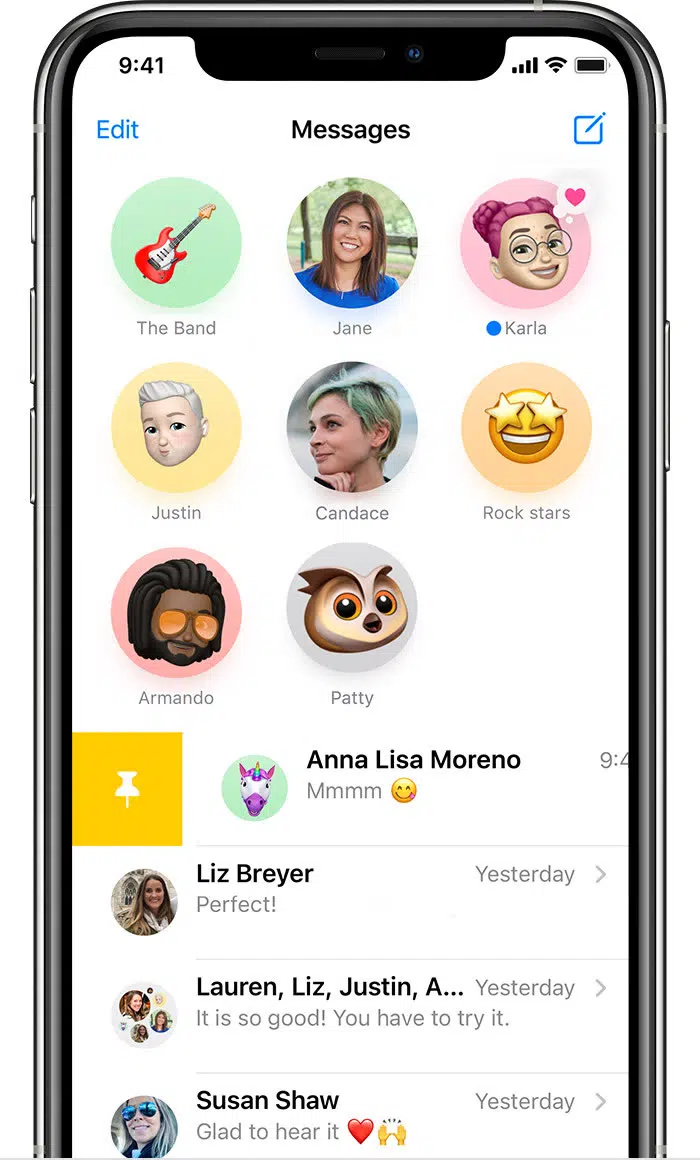 9:41
Edit Messages
The Band Jane Karla
Justin Candace Rock stars
Armando Patty
Anna Lisa Moreno 9:4
Mmmm 😋
Liz Breyer Yesterday
Perfect!
Lauren, Liz, Justin, A... Yesterday
It is so good! You have to try it.
Susan Shaw Yesterday
Glad to hear it ❤️🙌